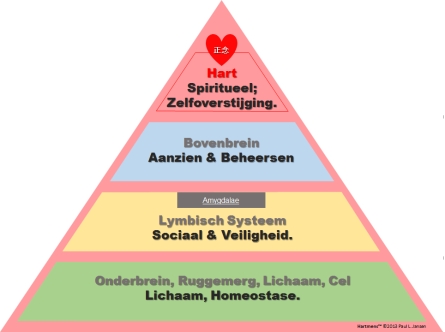 正念
Hart
Spiritueel;
Zelfoverstijging.
Bovenbrein
Aanzien & Beheersen
Amygdalae
Lymbisch Systeem
Sociaal & Veiligheid.
Onderbrein, Ruggemerg, Lichaam, Cel
Lichaam, Homeostase.
Hartmens™ ©2012 Paul L. Jansen